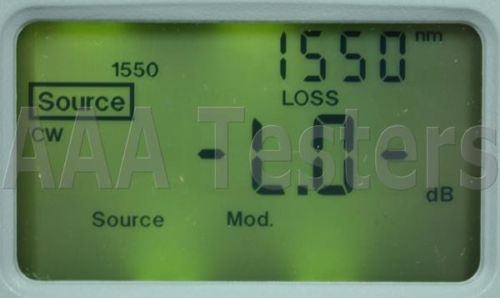 1550 1550 nm
Source
LOSS
CW
-L.0-
AAA Testers
dB
Source Mod.